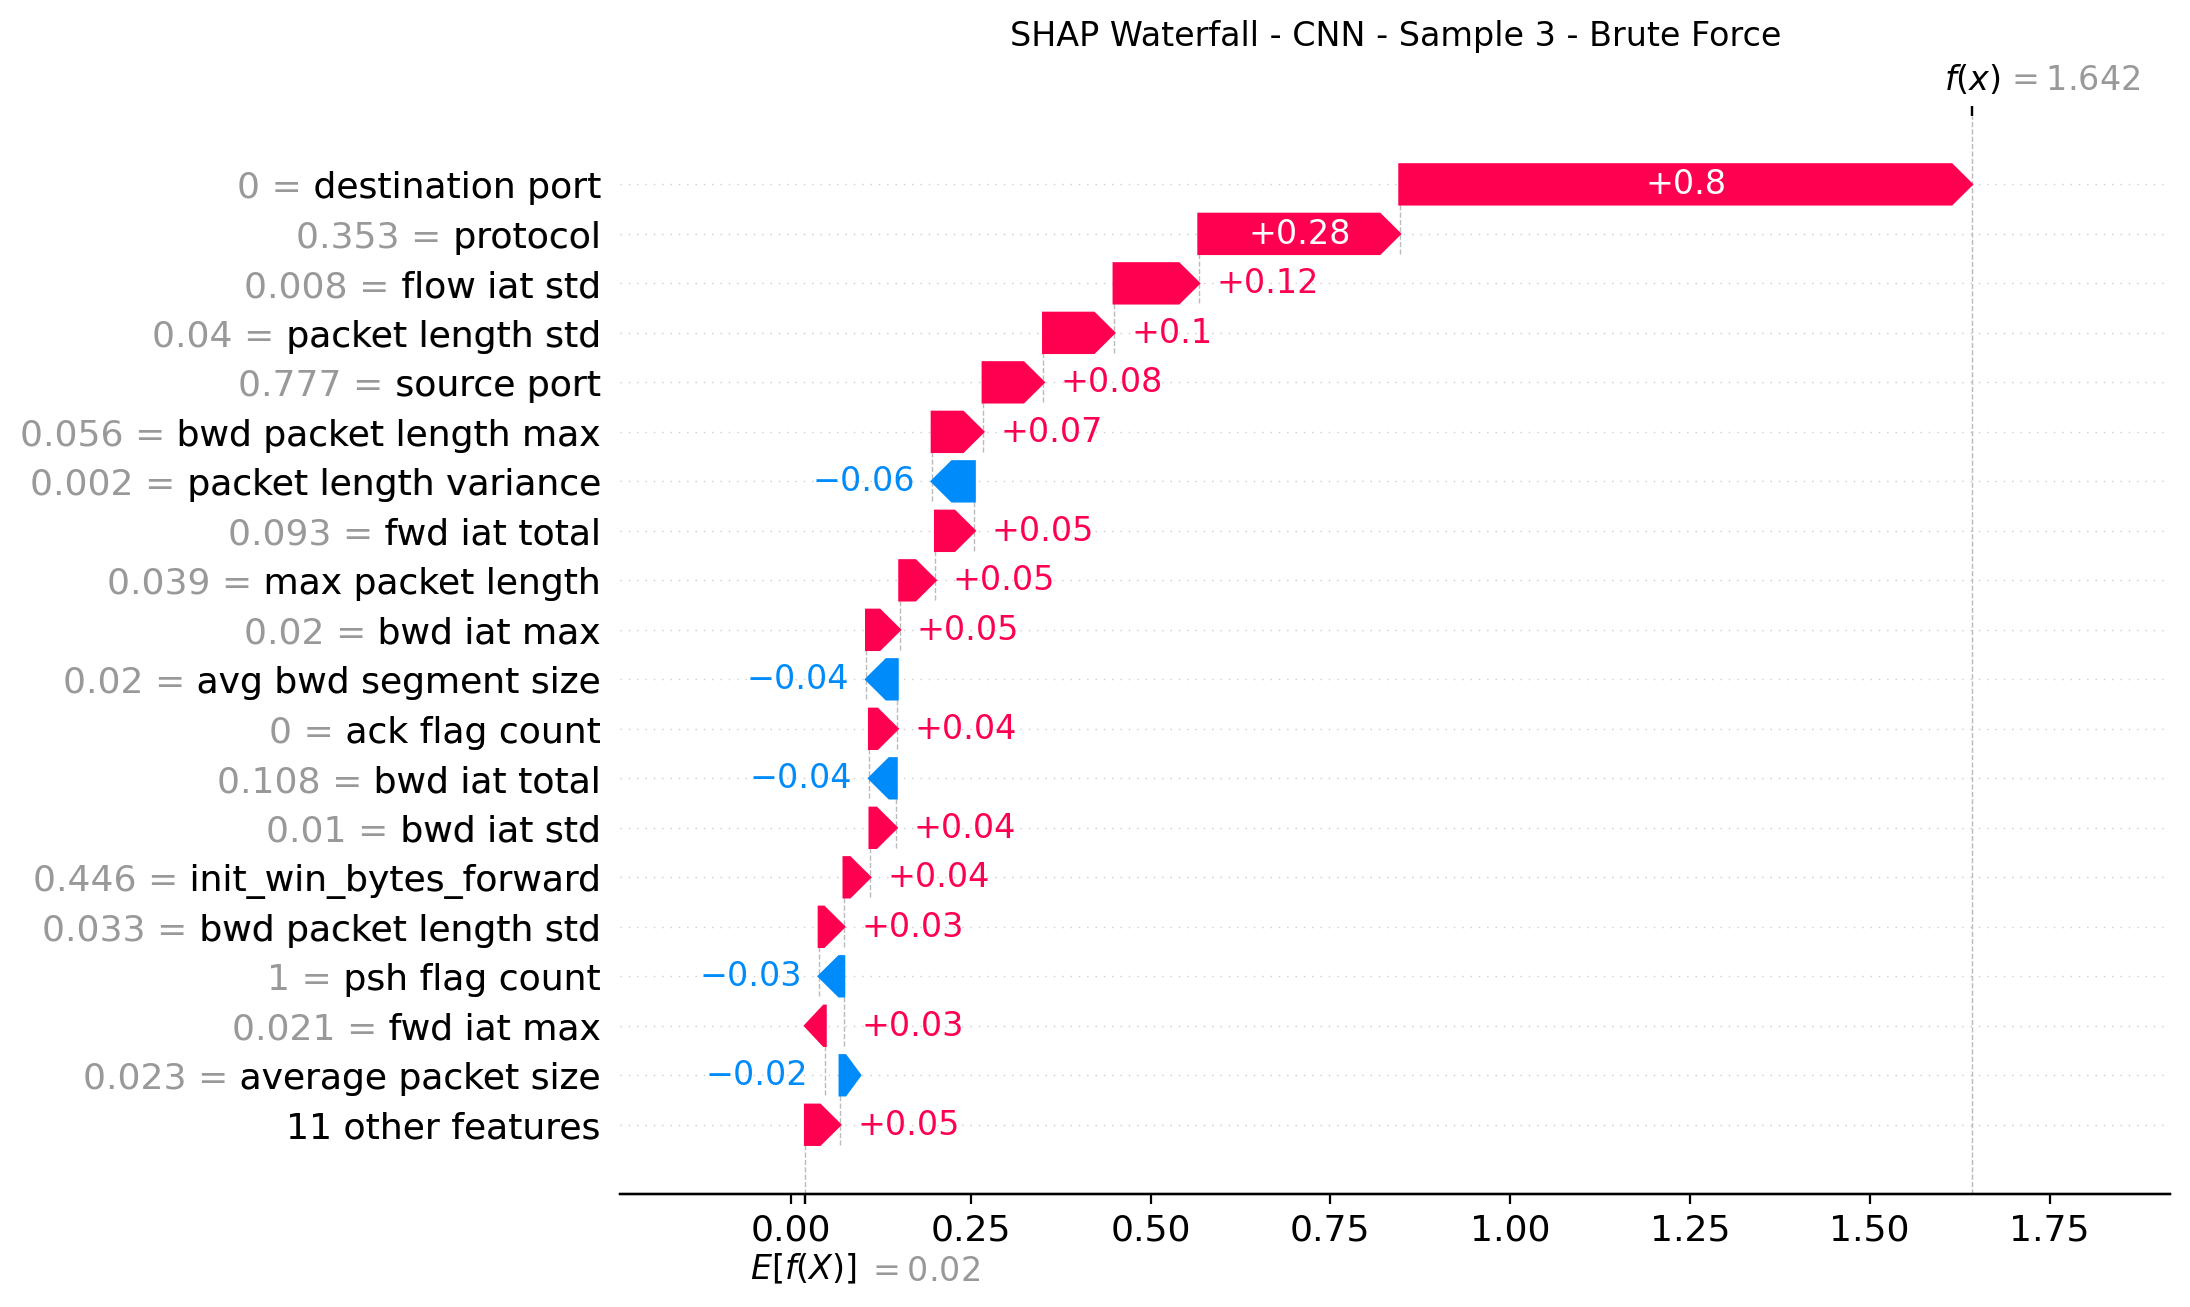 SHAP Waterfall - CNN - Sample 3 - Brute Force
f(x) = 1.642
0 = destination port +0.8
0.353 = protocol +0.28
0.008 = flow iat std +0.12
0.04 = packet length std +0.1
0.777 = source port +0.08
0.056 = bwd packet length max +0.07
0.002 = packet length variance −0.06
0.093 = fwd iat total +0.05
0.039 = max packet length +0.05
0.02 = bwd iat max +0.05
0.02 = avg bwd segment size −0.04
0 = ack flag count +0.04
0.108 = bwd iat total −0.04
0.01 = bwd iat std +0.04
0.446 = init_win_bytes_forward +0.04
0.033 = bwd packet length std +0.03
1 = psh flag count −0.03
0.021 = fwd iat max +0.03
0.023 = average packet size −0.02
11 other features +0.05
0.00 0.25 0.50 0.75 1.00 1.25 1.50 1.75
E[f(X)] = 0.02